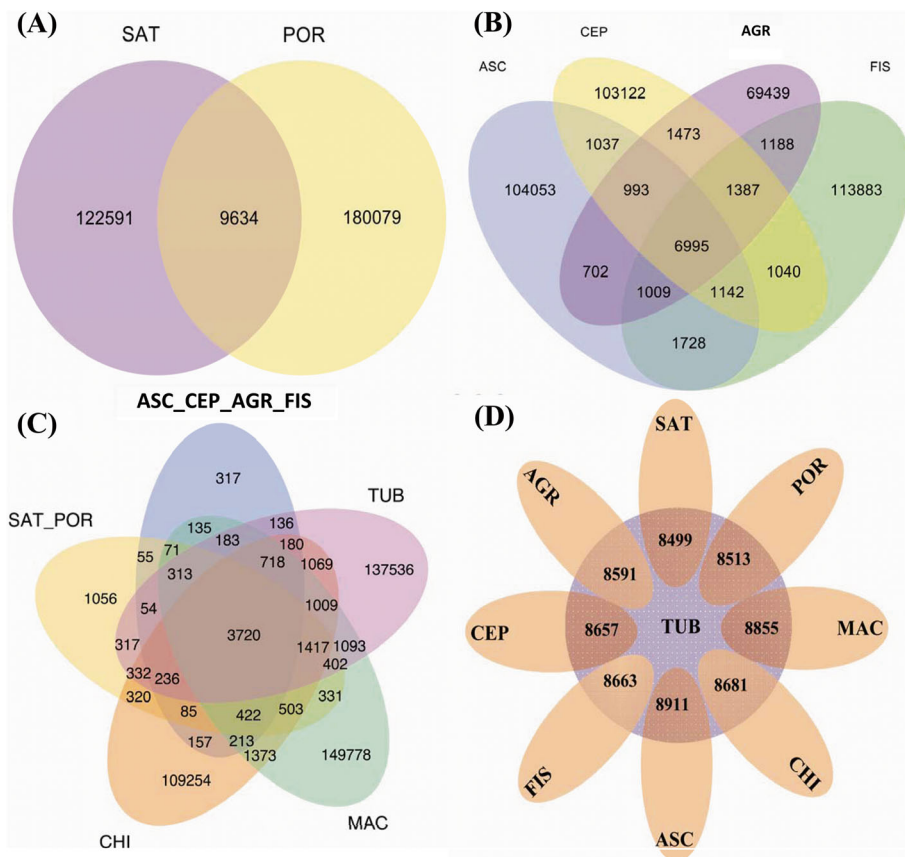 (A)
SAT POR
122591 9634 180079
(B)
CEP AGR
ASC FIS
103122 69439
1037 1473 1188
104053 993 1387 113883
6995
702 1040
1009 1142
1728
ASC_CEP_AGR_FIS
(C)
317
TUB
SAT_POR
135 136
55 71 183 180
313 718 1069 137536
1056 54 1009
3720
317 1417 1093
332 236 402
320 85 422 503 331
157 213
1373 149778
109254
MAC
CHI
(D)
SAT
AGR POR
8499
8591 8513
CEP 8657 TUB 8855 MAC
8663 8681
8911
FIS CHI
ASC